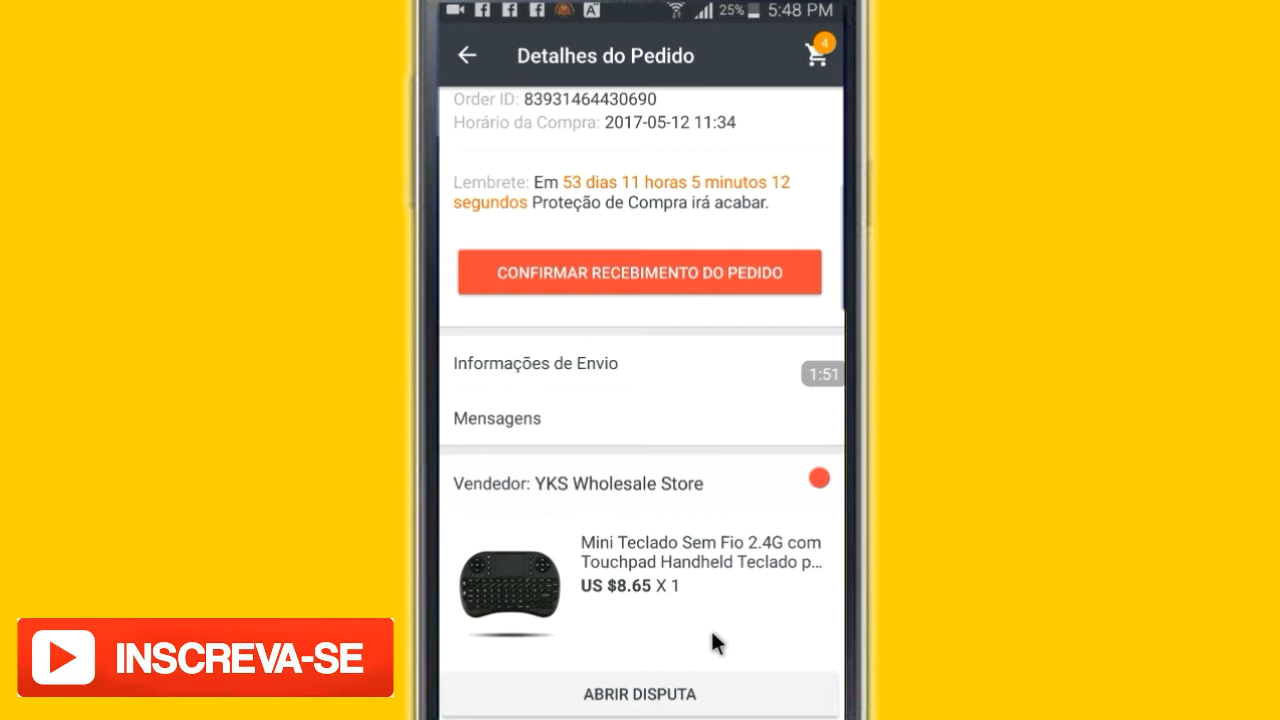 25% 5:48 PM
Detalhes do Pedido
4
Order ID: 83931464430690
Horário da Compra: 2017-05-12 11:34
Lembrete: Em 53 dias 11 horas 5 minutos 12
segundos Proteção de Compra irá acabar.
CONFIRMAR RECEBIMENTO DO PEDIDO
Informações de Envio
1:51
Mensagens
Vendedor: YKS Wholesale Store
Mini Teclado Sem Fio 2.4G com
Touchpad Handheld Teclado p...
US $8.65 X 1
INSCREVA-SE
ABRIR DISPUTA